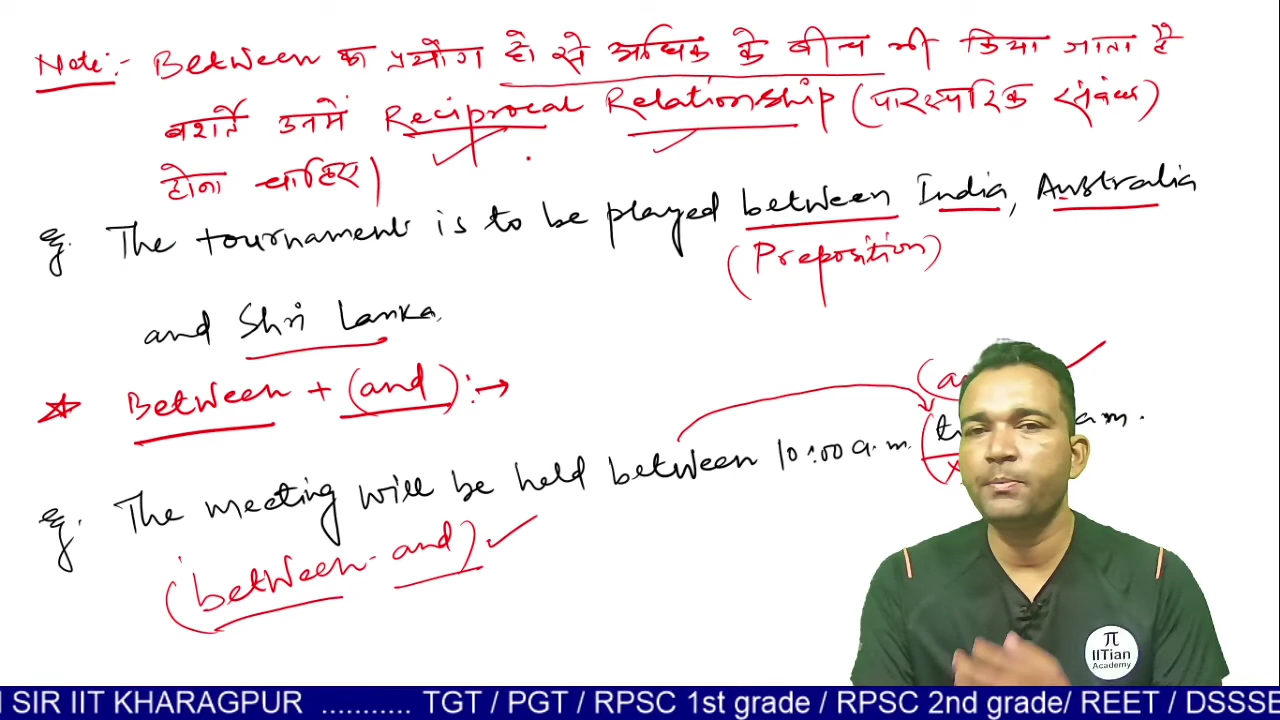 Note:- Between का प्रयोग दो से अधिक के बीच भी किया जाता है
बशर्ते उनमें Reciprocal Relationship (पारस्परिक संबंध
होना चाहिए)
Eg. The tournament is to be played between India, Australia
(Preposition)
and Shri Lanka.
Between + (and) :→
Eg. The meeting will be held between 10:00 a.m. a.m.
(between - and) ✓
π
IITian
Academy
SIR IIT KHARAGPUR ........... TGT / PGT / RPSC 1st grade / RPSC 2nd grade/ REET / DSSSE